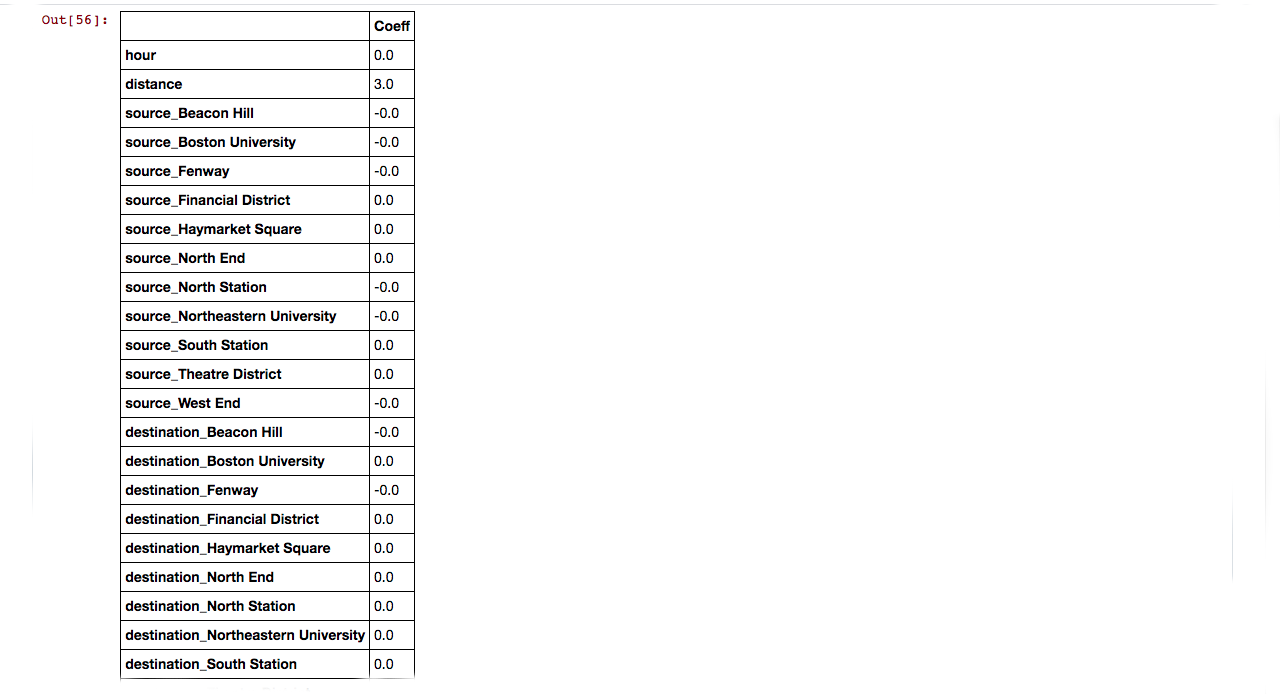 Out[56]:
Coeff
hour 0.0
distance 3.0
source_Beacon Hill -0.0
source_Boston University -0.0
source_Fenway -0.0
source_Financial District 0.0
source_Haymarket Square 0.0
source_North End 0.0
source_North Station -0.0
source_Northeastern University -0.0
source_South Station 0.0
source_Theatre District 0.0
source_West End -0.0
destination_Beacon Hill -0.0
destination_Boston University 0.0
destination_Fenway -0.0
destination_Financial District 0.0
destination_Haymarket Square 0.0
destination_North End 0.0
destination_North Station 0.0
destination_Northeastern University 0.0
destination_South Station 0.0